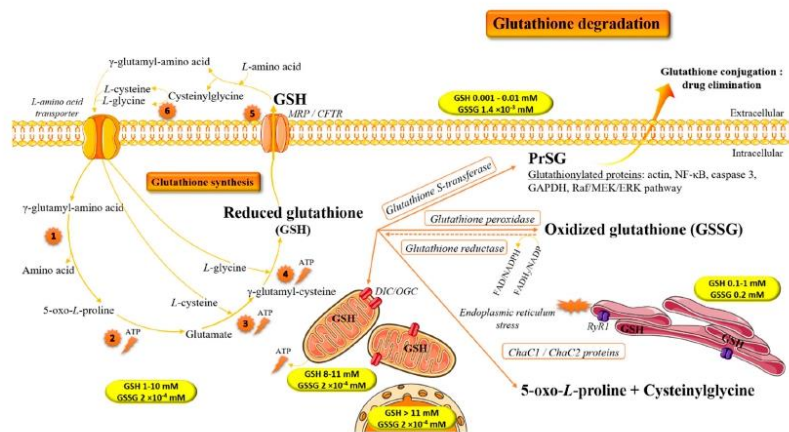 Glutathione degradation
γ-glutamyl-amino acid
L-amino acid
L-cysteine
L-glycine
Cysteinylglycine
6
5
GSH
MRP / CFTR
L-amino acid
transporter
GSH 0.001 - 0.01 mM
GSSG 1.4 ×10⁻³ mM
Glutathione conjugation :
drug elimination
Extracellular
Intracellular
Glutathione synthesis
PrSG
Glutathionylated proteins: actin, NF-κB, caspase 3,
GAPDH, Raf/MEK/ERK pathway
Glutathione S-transferase
γ-glutamyl-amino acid
Reduced glutathione
(GSH)
Glutathione peroxidase
Oxidized glutathione (GSSG)
Glutathione reductase
1
Amino acid
L-glycine
4
ATP
FAD/NADPH
FADH₂/NADP
γ-glutamyl-cysteine
DIC/OGC
GSH 0.1-1 mM
GSSG 0.2 mM
5-oxo-L-proline
L-cysteine
3
ATP
Glutamate
2
ATP
GSH
GSH
Endoplasmic reticulum
stress
RyR1
GSH
GSH
ATP
ChaC1 / ChaC2 proteins
GSH 1-10 mM
GSSG 2 ×10⁻⁴ mM
GSH 8-11 mM
GSSG 2 ×10⁻⁴ mM
GSH > 11 mM
GSSG 2 ×10⁻⁴ mM
5-oxo-L-proline + Cysteinylglycine